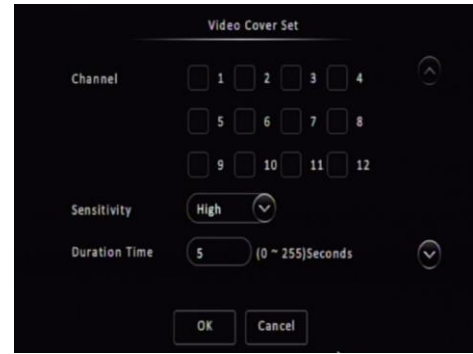 Video Cover Set
Channel 1 2 3 4
5 6 7 8
9 10 11 12
Sensitivity High
Duration Time 5 (0 ~ 255)Seconds
OK Cancel